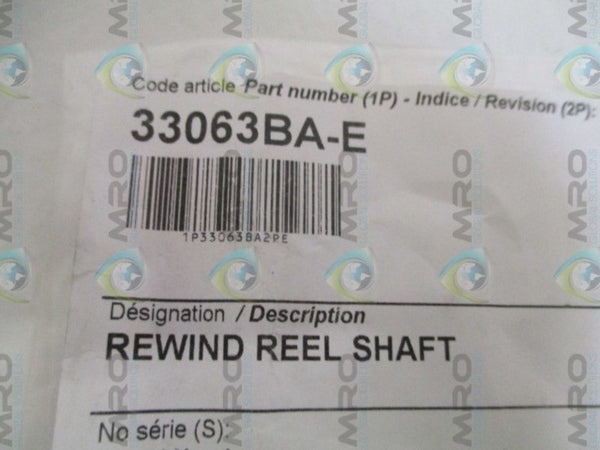 Code article Part number (1P) - Indice / Revision (2P):
33063BA-E
1P33063BA2PE
Désignation / Description
REWIND REEL SHAFT
No série (S):